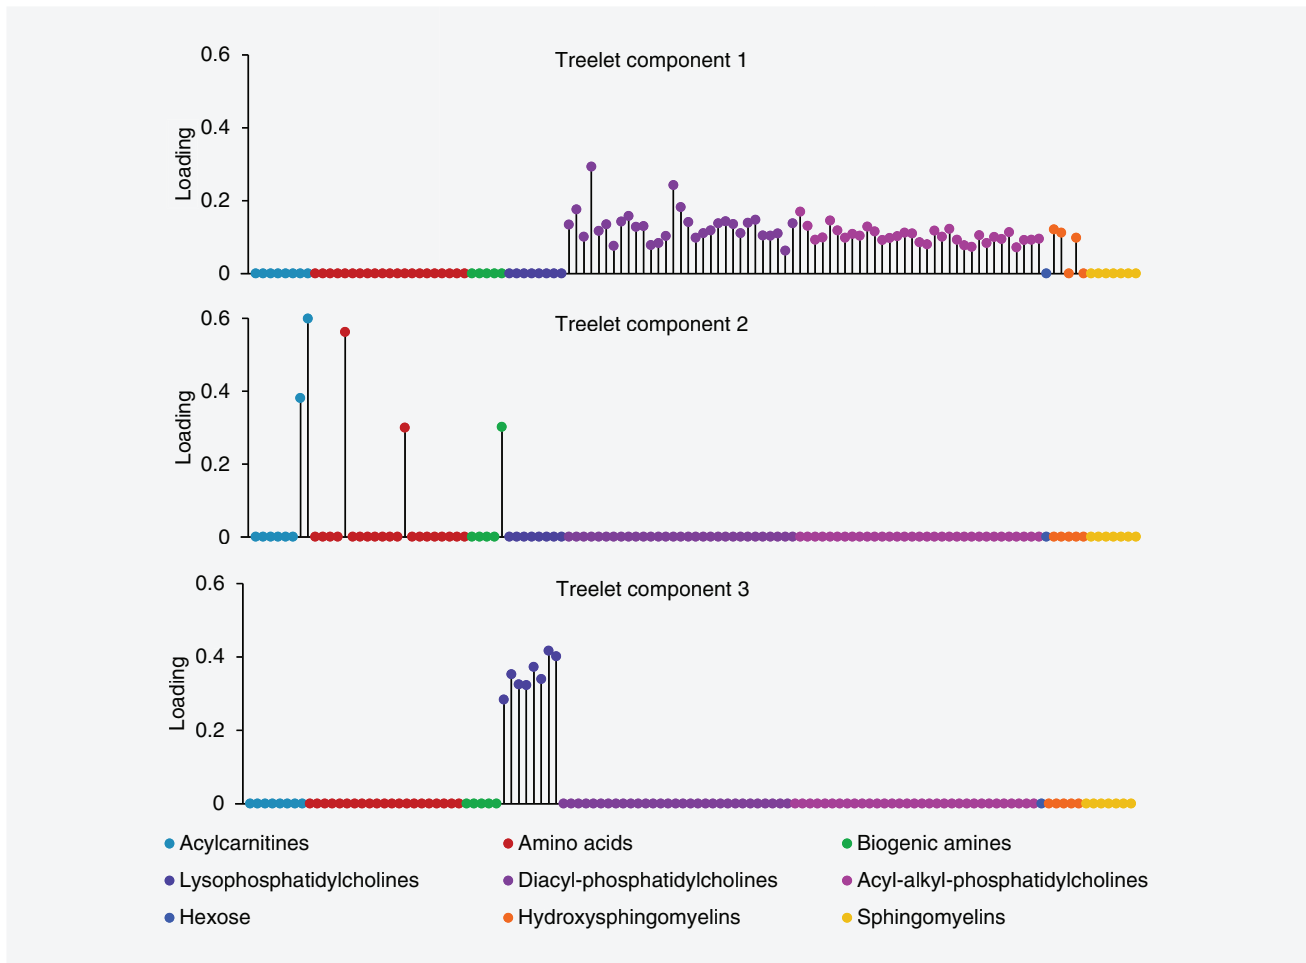 Treelet component 1
Loading
0.6
0.4
0.2
0
Treelet component 2
Loading
0.6
0.4
0.2
0
Treelet component 3
Loading
0.6
0.4
0.2
0
Acylcarnitines
Amino acids
Biogenic amines
Lysophosphatidylcholines
Diacyl-phosphatidylcholines
Acyl-alkyl-phosphatidylcholines
Hexose
Hydroxysphingomyelins
Sphingomyelins